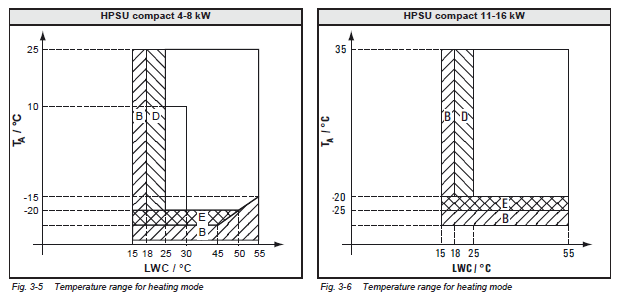 HPSU compact 4-8 kW
25
10
-15
-20
TA / °C
B D
E
B
15 18 25 30 45 50 55
LWC / °C
Fig. 3-5 Temperature range for heating mode
HPSU compact 11-16 kW
35
-20
-25
TA / °C
B D
E
B
15 18 25 55
LWC / °C
Fig. 3-6 Temperature range for heating mode